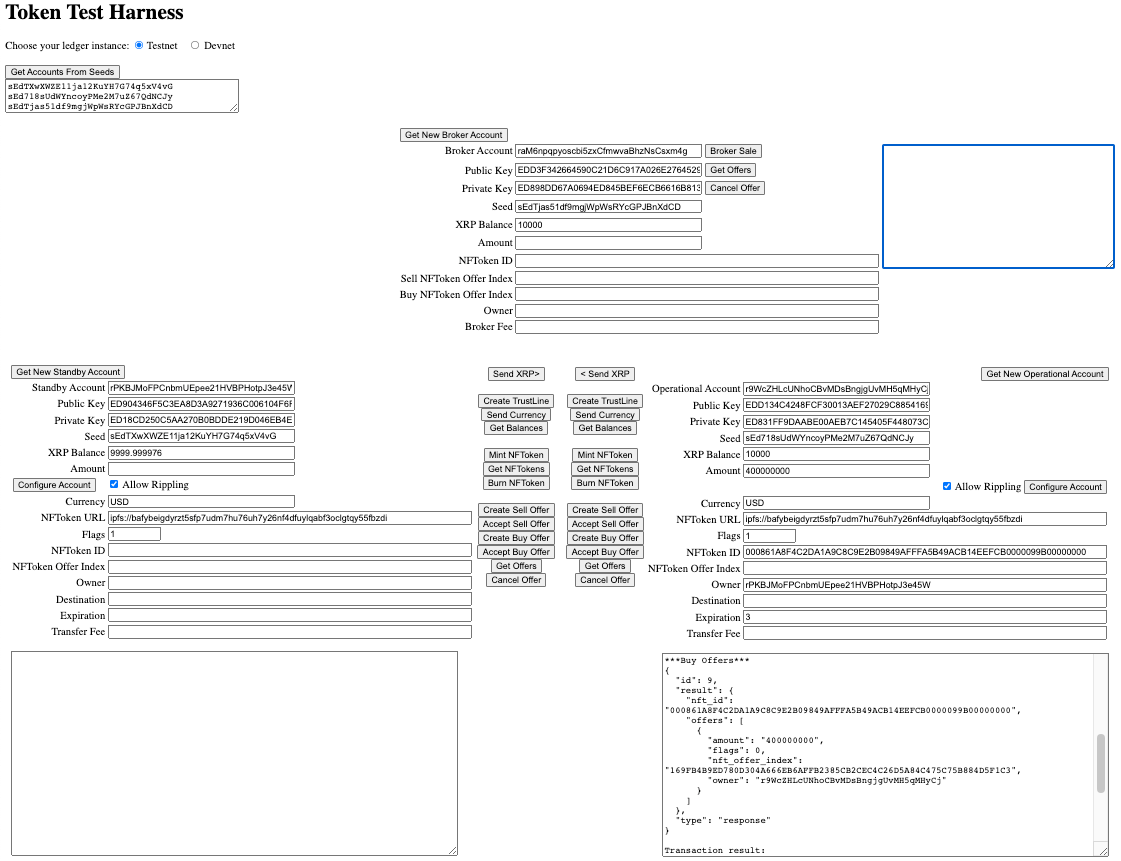 Token Test Harness
Choose your ledger instance: Testnet Devnet
Get Accounts From Seeds
sEdTXwXWZE11ja12KuYH7G74q5xV4vG
sEd718sUdWYncoyPMe2M7uZ67QdNCJy
sEdTjas51df9mgjWpWsRYcGPJBnXdCD
Get New Broker Account
Broker Account raM6npqpyoscbi5zxCfmwvaBhzNsCsxm4g Broker Sale
Public Key EDD3F342664590C21D6C917A026E2764529 Get Offers
Private Key ED898DD67A0694ED845BEF6ECB6616B813 Cancel Offer
Seed sEdTjas51df9mgjWpWsRYcGPJBnXdCD
XRP Balance 10000
Amount
NFToken ID
Sell NFToken Offer Index
Buy NFToken Offer Index
Owner
Broker Fee
Get New Standby Account
Standby Account rPKBJMoFPCnbmUEpee21HVBPHotpJ3e45W
Public Key ED904346F5C3EA8D3A9271936C006104F6F
Private Key ED18CD250C5AA270B0BDDE219D046EB4E
Seed sEdTXwXWZE11ja12KuYH7G74q5xV4vG
XRP Balance 9999.999976
Amount
Configure Account Allow Rippling
Currency USD
NFToken URL ipfs://bafybeigdyrzt5sfp7udm7hu76uh7y26nf4dfuylqabf3oclgtqy55fbzdi
Flags 1
NFToken ID
NFToken Offer Index
Owner
Destination
Expiration
Transfer Fee
Send XRP> < Send XRP
Create TrustLine Create TrustLine
Send Currency Send Currency
Get Balances Get Balances
Mint NFToken Mint NFToken
Get NFTokens Get NFTokens
Burn NFToken Burn NFToken
Create Sell Offer Create Sell Offer
Accept Sell Offer Accept Sell Offer
Create Buy Offer Create Buy Offer
Accept Buy Offer Accept Buy Offer
Get Offers Get Offers
Cancel Offer Cancel Offer
Get New Operational Account
Operational Account r9WcZHLcUNhoCBvMDsBngjgUvMH5qMHyCj
Public Key EDD134C4248FCF30013AEF27029C8854169
Private Key ED831FF9DAABE00AEB7C145405F448073C
Seed sEd718sUdWYncoyPMe2M7uZ67QdNCJy
XRP Balance 10000
Amount 400000000
Allow Rippling Configure Account
Currency USD
NFToken URL ipfs://bafybeigdyrzt5sfp7udm7hu76uh7y26nf4dfuylqabf3oclgtqy55fbzdi
Flags 1
NFToken ID 000861A8F4C2DA1A9C8C9E2B09849AFFFA5B49ACB14EEFCB0000099B00000000
NFToken Offer Index
Owner rPKBJMoFPCnbmUEpee21HVBPHotpJ3e45W
Destination
Expiration 3
Transfer Fee
***Buy Offers***
{
"id": 9,
"result": {
"nft_id":
"000861A8F4C2DA1A9C8C9E2B09849AFFFA5B49ACB14EEFCB0000099B00000000",
"offers": [
{
"amount": "400000000",
"flags": 0,
"nft_offer_index":
"169FB4B9ED780D304A666EB6AFFB2385CB2CEC4C26D5A84C475C75B884D5F1C3",
"owner": "r9WcZHLcUNhoCBvMDsBngjgUvMH5qMHyCj"
}
]
},
"type": "response"
}
Transaction result: